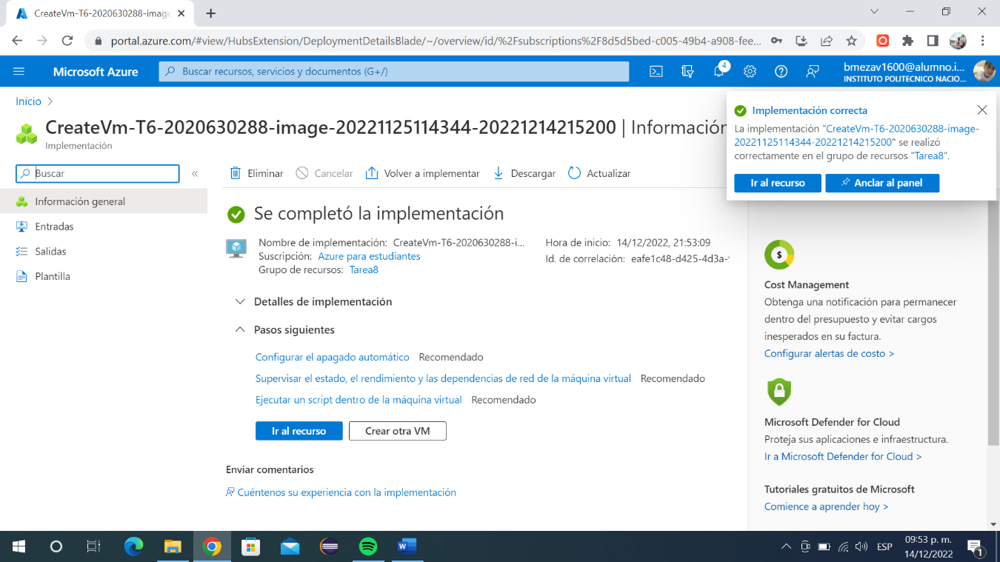 CreateVm-T6-2020630288-image
portal.azure.com/#view/HubsExtension/DeploymentDetailsBlade/~/overview/id/%2Fsubscriptions%2F8d5d5bed-c005-49b4-a908-fee...
Microsoft Azure
Buscar recursos, servicios y documentos (G+/)
4
bmezav1600@alumno.i...
INSTITUTO POLITECNICO NACIO...
Inicio
CreateVm-T6-2020630288-image-20221125114344-20221214215200 | Información
Implementación
Implementación correcta
La implementación "CreateVm-T6-2020630288-image-
20221125114344-20221214215200" se realizó
correctamente en el grupo de recursos "Tarea8".
Ir al recurso
Anclar al panel
Buscar
«
Eliminar
Cancelar
Volver a implementar
Descargar
Actualizar
Información general
Entradas
Salidas
Plantilla
Se completó la implementación
Nombre de implementación: CreateVm-T6-2020630288-i...
Suscripción: Azure para estudiantes
Grupo de recursos: Tarea8
Hora de inicio: 14/12/2022, 21:53:09
Id. de correlación: eafe1c48-d425-4d3a-
Detalles de implementación
Pasos siguientes
Configurar el apagado automático Recomendado
Supervisar el estado, el rendimiento y las dependencias de red de la máquina virtual Recomendado
Ejecutar un script dentro de la máquina virtual Recomendado
Ir al recurso
Crear otra VM
Enviar comentarios
Cuéntenos su experiencia con la implementación
$
Cost Management
Obtenga una notificación para permanecer
dentro del presupuesto y evitar cargos
inesperados en su factura.
Configurar alertas de costo >
Microsoft Defender for Cloud
Proteja sus aplicaciones e infraestructura.
Ir a Microsoft Defender for Cloud >
Tutoriales gratuitos de Microsoft
Comience a aprender hoy >
W
ESP
09:53 p. m.
14/12/2022
1